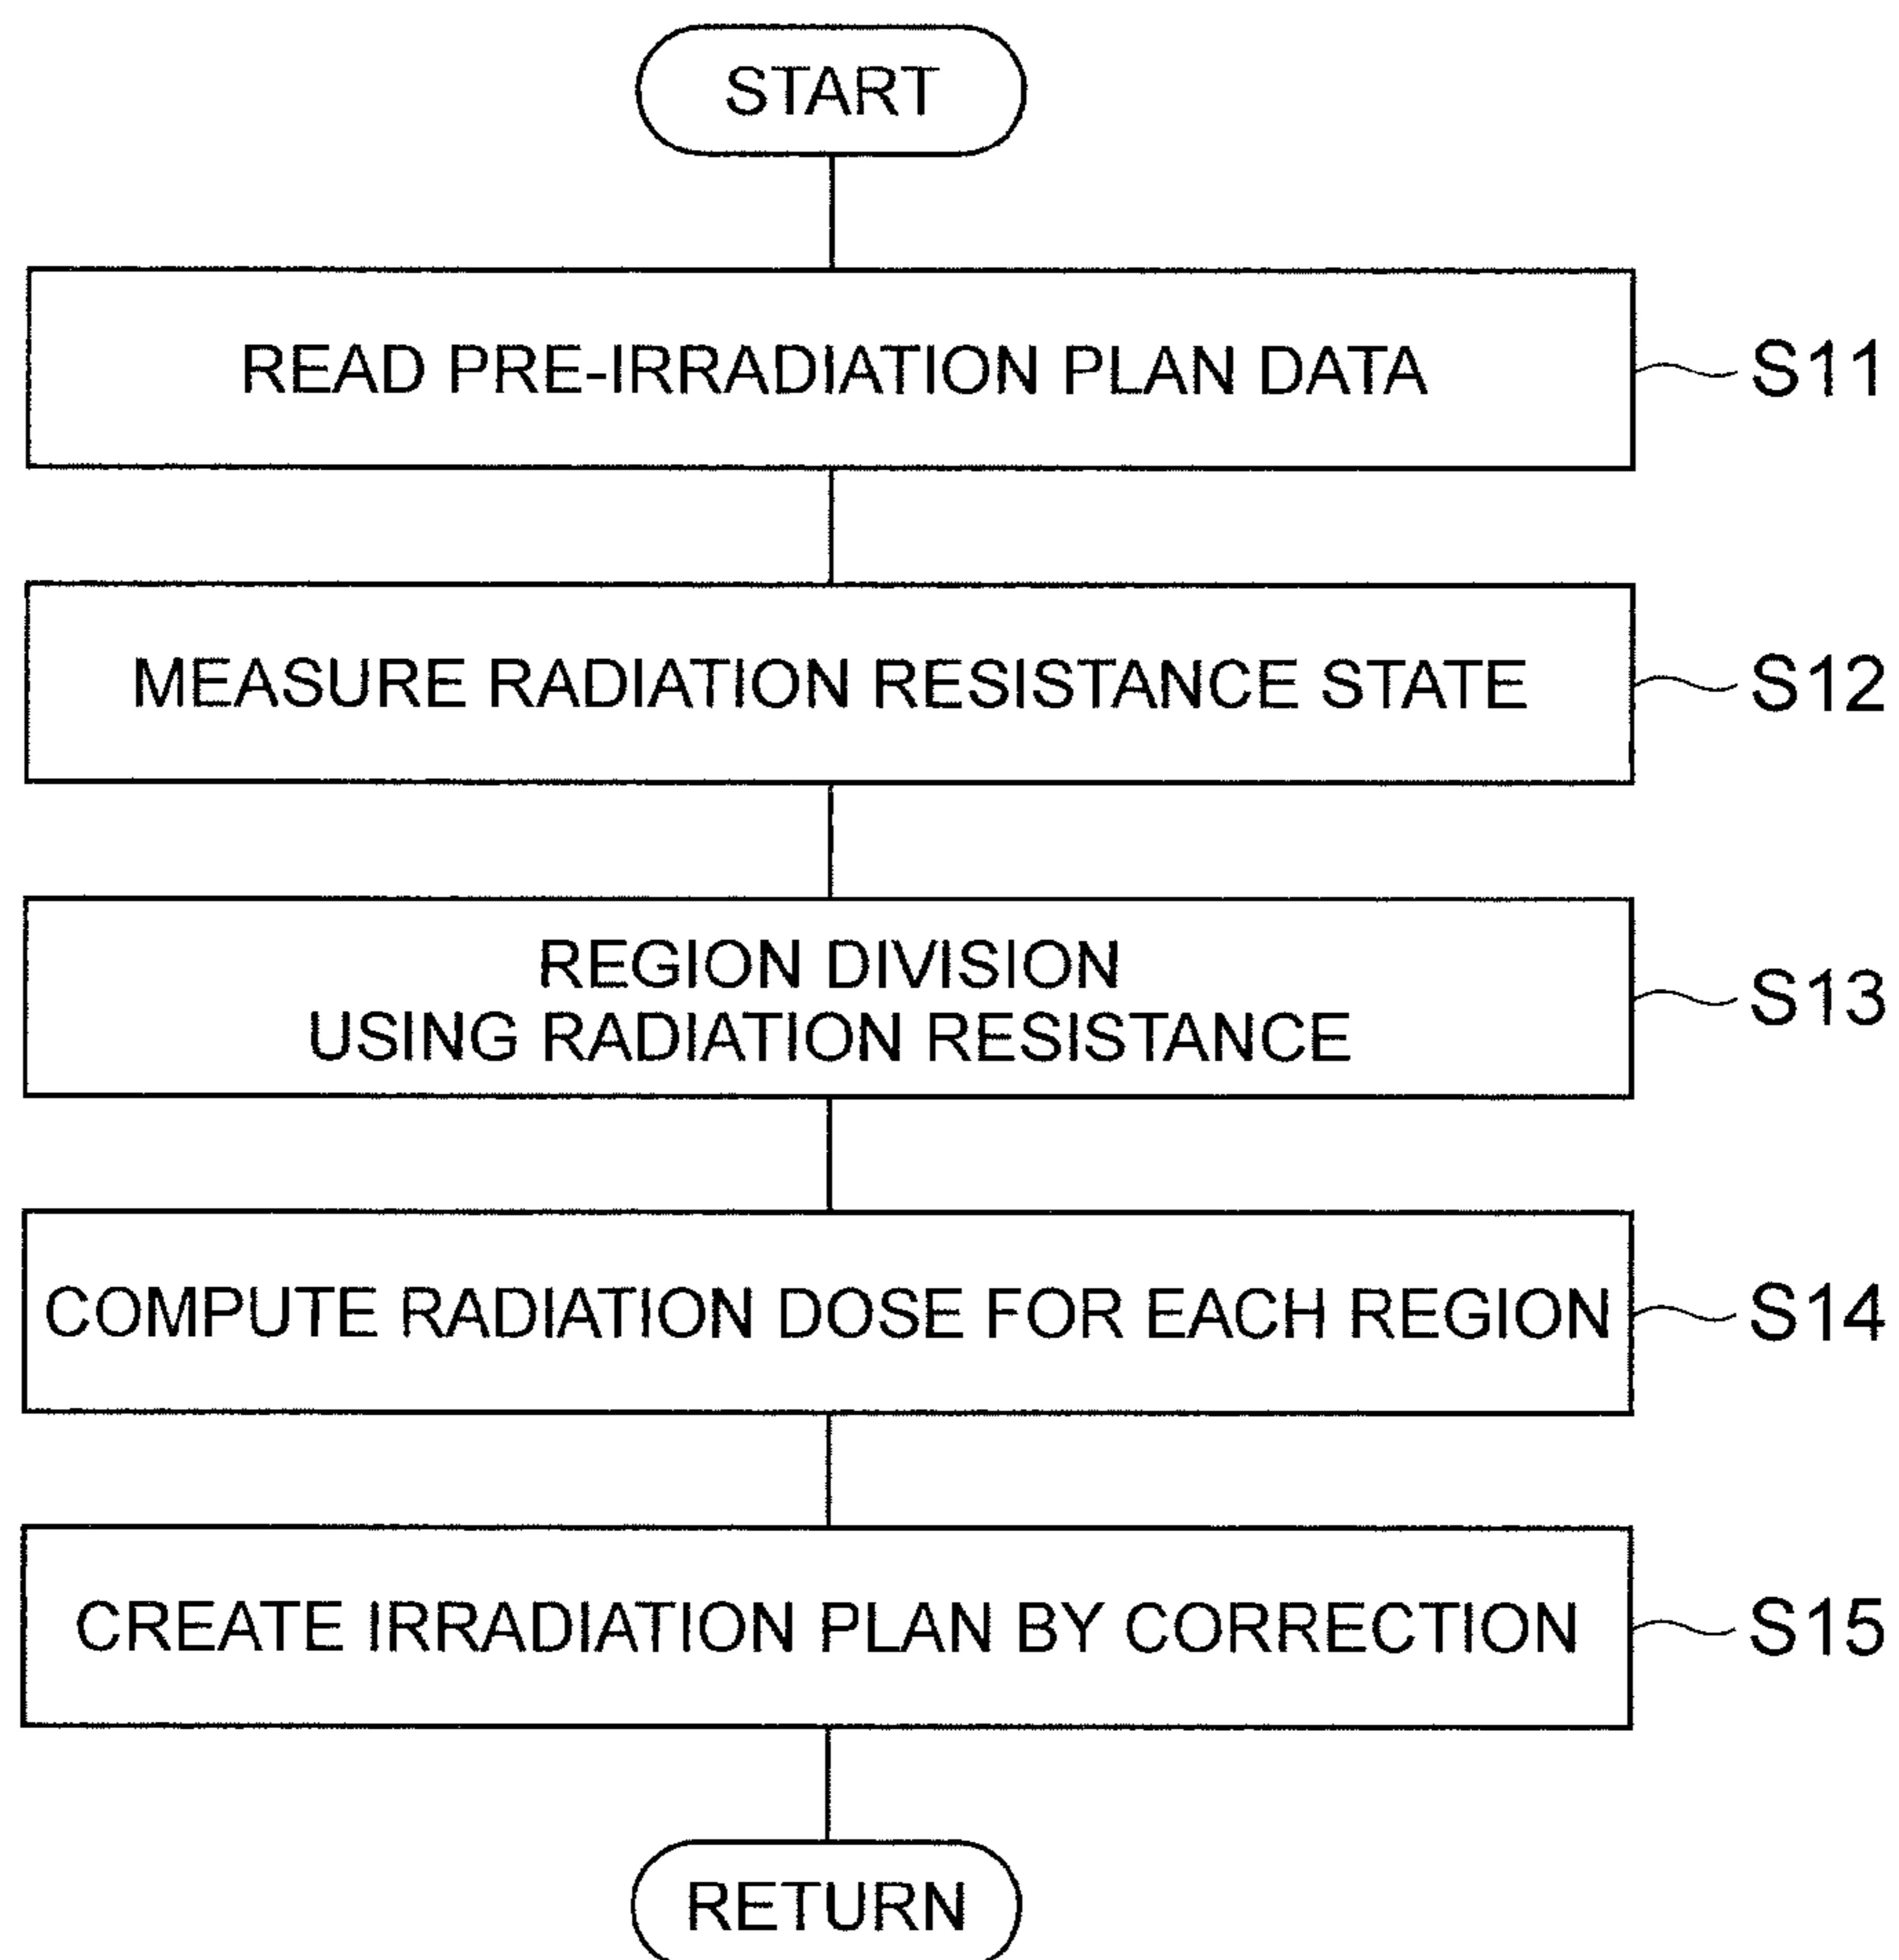 START
READ PRE-IRRADIATION PLAN DATA
S11
MEASURE RADIATION RESISTANCE STATE
S12
REGION DIVISION
USING RADIATION RESISTANCE
S13
COMPUTE RADIATION DOSE FOR EACH REGION
S14
CREATE IRRADIATION PLAN BY CORRECTION
S15
RETURN